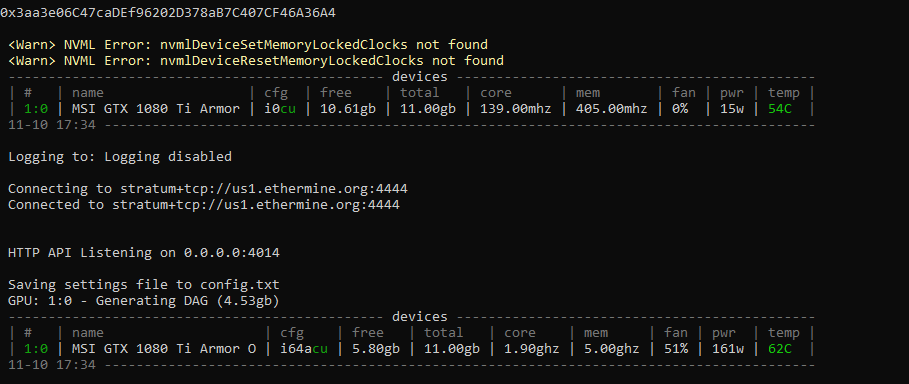 0x3aa3e06C47caDEf96202D378aB7C407CF46A36A4
<Warn> NVML Error: nvmlDeviceSetMemoryLockedClocks not found
<Warn> NVML Error: nvmlDeviceResetMemoryLockedClocks not found
----------------------------------------------- devices ---------------------------------------------
| # | name | cfg | free | total | core | mem | fan | pwr | temp |
| 1:0 | MSI GTX 1080 Ti Armor | i0cu | 10.61gb | 11.00gb | 139.00mhz | 405.00mhz | 0% | 15w | 54C |
11-10 17:34 -----------------------------------------------------------------------------------------
Logging to: Logging disabled
Connecting to stratum+tcp://us1.ethermine.org:4444
Connected to stratum+tcp://us1.ethermine.org:4444
HTTP API Listening on 0.0.0.0:4014
Saving settings file to config.txt
GPU: 1:0 - Generating DAG (4.53gb)
----------------------------------------------- devices ---------------------------------------------
| # | name | cfg | free | total | core | mem | fan | pwr | temp |
| 1:0 | MSI GTX 1080 Ti Armor O | i64acu | 5.80gb | 11.00gb | 1.90ghz | 5.00ghz | 51% | 161w | 62C |
11-10 17:34 -----------------------------------------------------------------------------------------